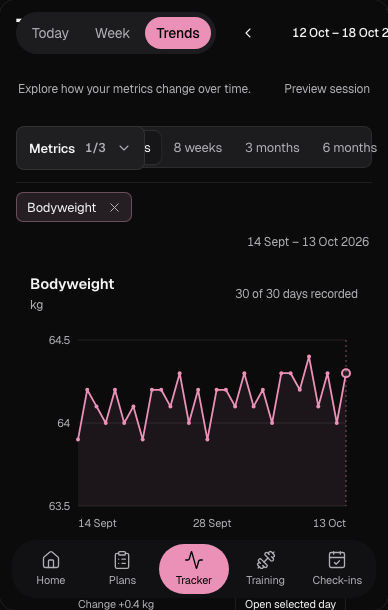 Today Week Trends 12 Oct – 18 Oct 2
Explore how your metrics change over time. Preview session
Metrics 1/3 s 8 weeks 3 months 6 months
Bodyweight
14 Sept – 13 Oct 2026
Bodyweight
kg
30 of 30 days recorded
64.5
64
63.5
14 Sept 28 Sept 13 Oct
Home Plans Tracker Training Check-ins
Change +0.4 kg Open selected day